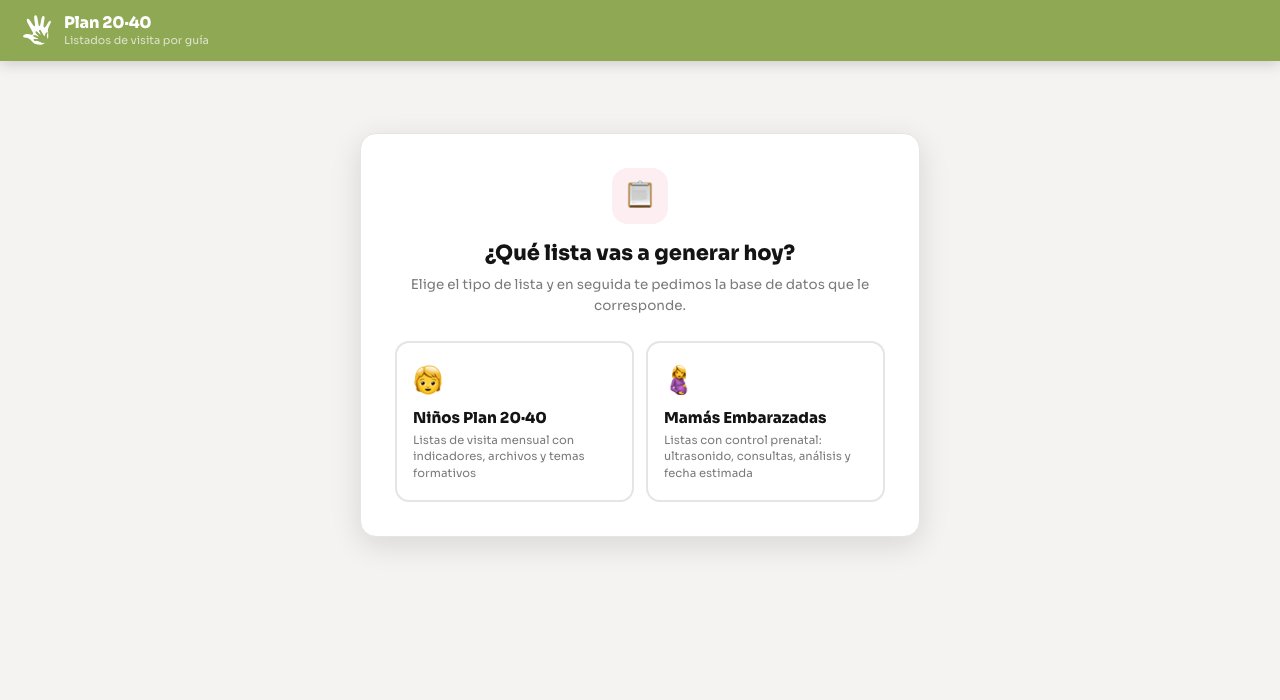 Plan 20·40
Listados de visita por guía
¿Qué lista vas a generar hoy?
Elige el tipo de lista y en seguida te pedimos la base de datos que le
corresponde.
Niños Plan 20·40
Listas de visita mensual con
indicadores, archivos y temas
formativos
Mamás Embarazadas
Listas con control prenatal:
ultrasonido, consultas, análisis y
fecha estimada